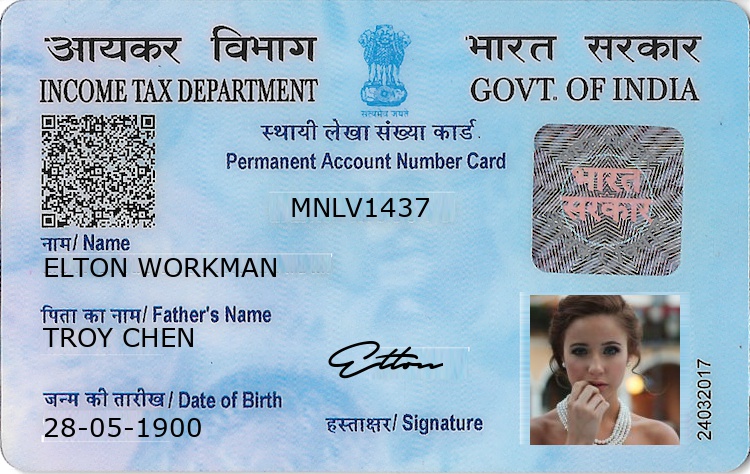 आयकर विभाग
भारत सरकार
INCOME TAX DEPARTMENT
GOVT. OF INDIA
सत्यमेव जयते
स्थायी लेखा संख्या कार्ड
Permanent Account Number Card
MNLV1437
भारत
सरकार
नाम/ Name
ELTON WORKMAN
पिता का नाम/ Father's Name
TROY CHEN
Elton
जन्म की तारीख/ Date of Birth
28-05-1900
हस्ताक्षर/ Signature
24032017